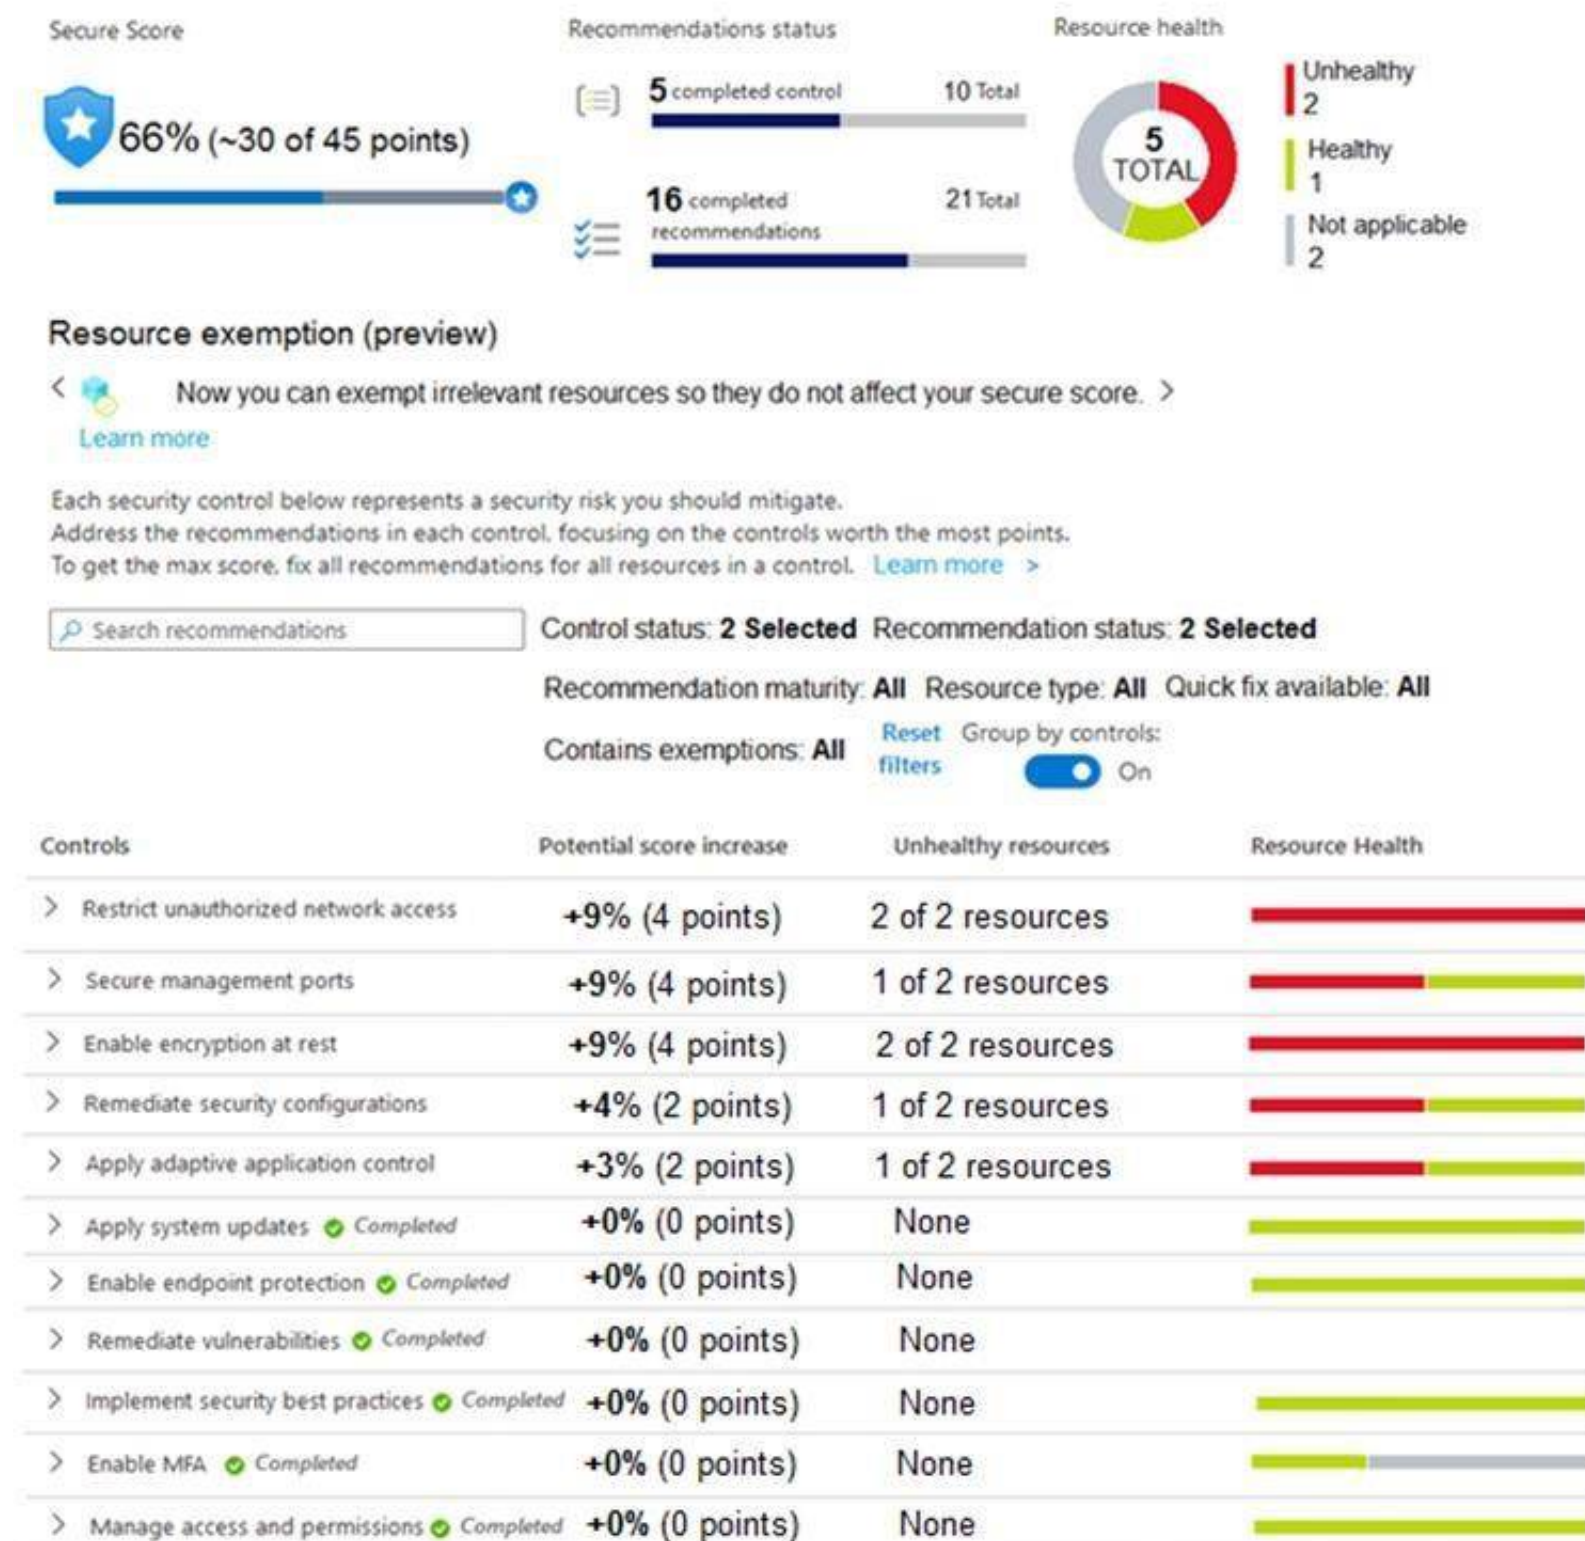 Secure Score
66% (~30 of 45 points)
Recommendations status
5 completed control 10 Total
16 completed 21 Total
recommendations
Resource health
5
TOTAL
Unhealthy
2
Healthy
1
Not applicable
2
Resource exemption (preview)
< Now you can exempt irrelevant resources so they do not affect your secure score. >
Learn more
Each security control below represents a security risk you should mitigate.
Address the recommendations in each control, focusing on the controls worth the most points.
To get the max score, fix all recommendations for all resources in a control. Learn more >
Search recommendations
Control status: 2 Selected Recommendation status: 2 Selected
Recommendation maturity: All Resource type: All Quick fix available: All
Contains exemptions: All Reset filters Group by controls: On
Controls Potential score increase Unhealthy resources Resource Health
> Restrict unauthorized network access +9% (4 points) 2 of 2 resources
> Secure management ports +9% (4 points) 1 of 2 resources
> Enable encryption at rest +9% (4 points) 2 of 2 resources
> Remediate security configurations +4% (2 points) 1 of 2 resources
> Apply adaptive application control +3% (2 points) 1 of 2 resources
> Apply system updates Completed +0% (0 points) None
> Enable endpoint protection Completed +0% (0 points) None
> Remediate vulnerabilities Completed +0% (0 points) None
> Implement security best practices Completed +0% (0 points) None
> Enable MFA Completed +0% (0 points) None
> Manage access and permissions Completed +0% (0 points) None